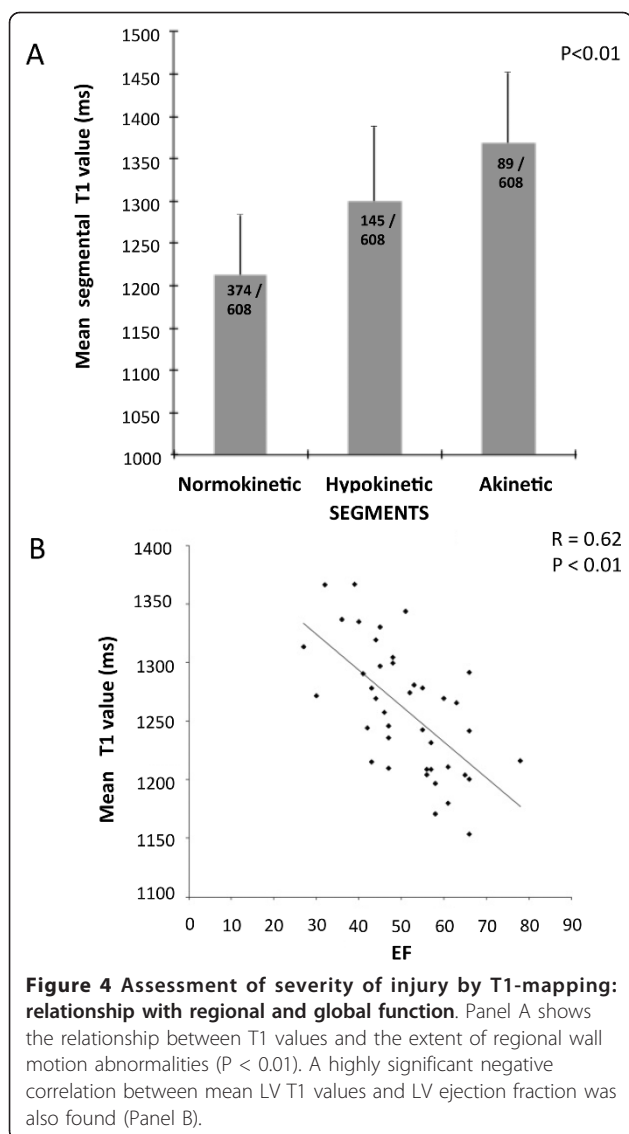 A
P<0.01
Mean segmental T1 value (ms)
1500
1450
1400
1350
1300
1250
1200
1150
1100
1050
1000
374 /
608
145 /
608
89 /
608
Normokinetic Hypokinetic Akinetic
SEGMENTS
B
R = 0.62
P < 0.01
Mean T1 value (ms)
1400
1350
1300
1250
1200
1150
1100
0 10 20 30 40 50 60 70 80 90
EF
Figure 4 Assessment of severity of injury by T1-mapping:
relationship with regional and global function. Panel A shows
the relationship between T1 values and the extent of regional wall
motion abnormalities (P < 0.01). A highly significant negative
correlation between mean LV T1 values and LV ejection fraction was
also found (Panel B).